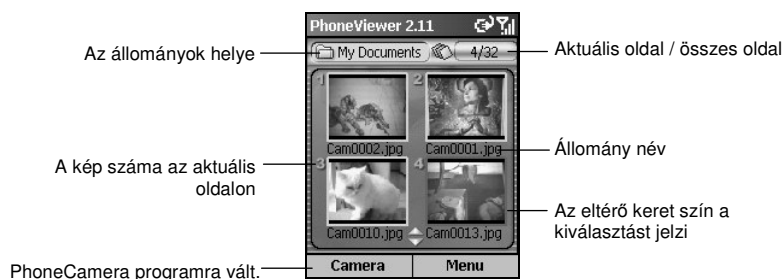 PhoneViewer 2.11
Az állományok helye
My Documents
4/32
Aktuális oldal / összes oldal
1
2
Cam0002.jpg
Cam0001.jpg
Állomány név
A kép száma az aktuális
oldalon
3
4
Cam0010.jpg
Cam0013.jpg
Az eltérő keret szín a
kiválasztást jelzi
PhoneCamera programra vált.
Camera
Menu